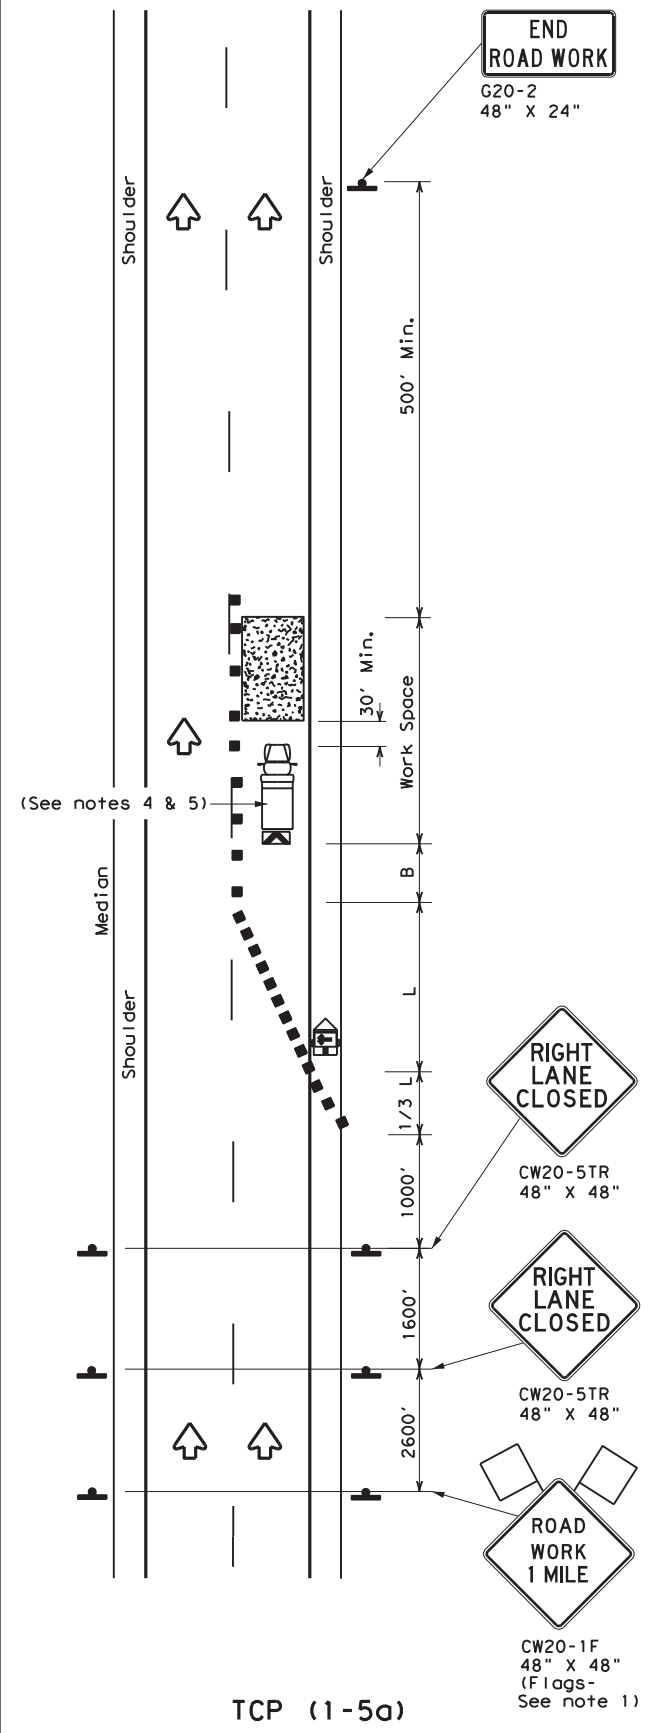 END
ROAD WORK
G20-2
48" X 24"
Shoulder
Shoulder
500' Min.
30' Min.
Work Space
(See notes 4 & 5)
B
Median
L
Shoulder
1/3 L
RIGHT
LANE
CLOSED
CW20-5TR
48" X 48"
1000'
RIGHT
LANE
CLOSED
CW20-5TR
48" X 48"
1600'
2600'
ROAD
WORK
1 MILE
CW20-1F
48" X 48"
(Flags-
See note 1)
TCP (1-5a)